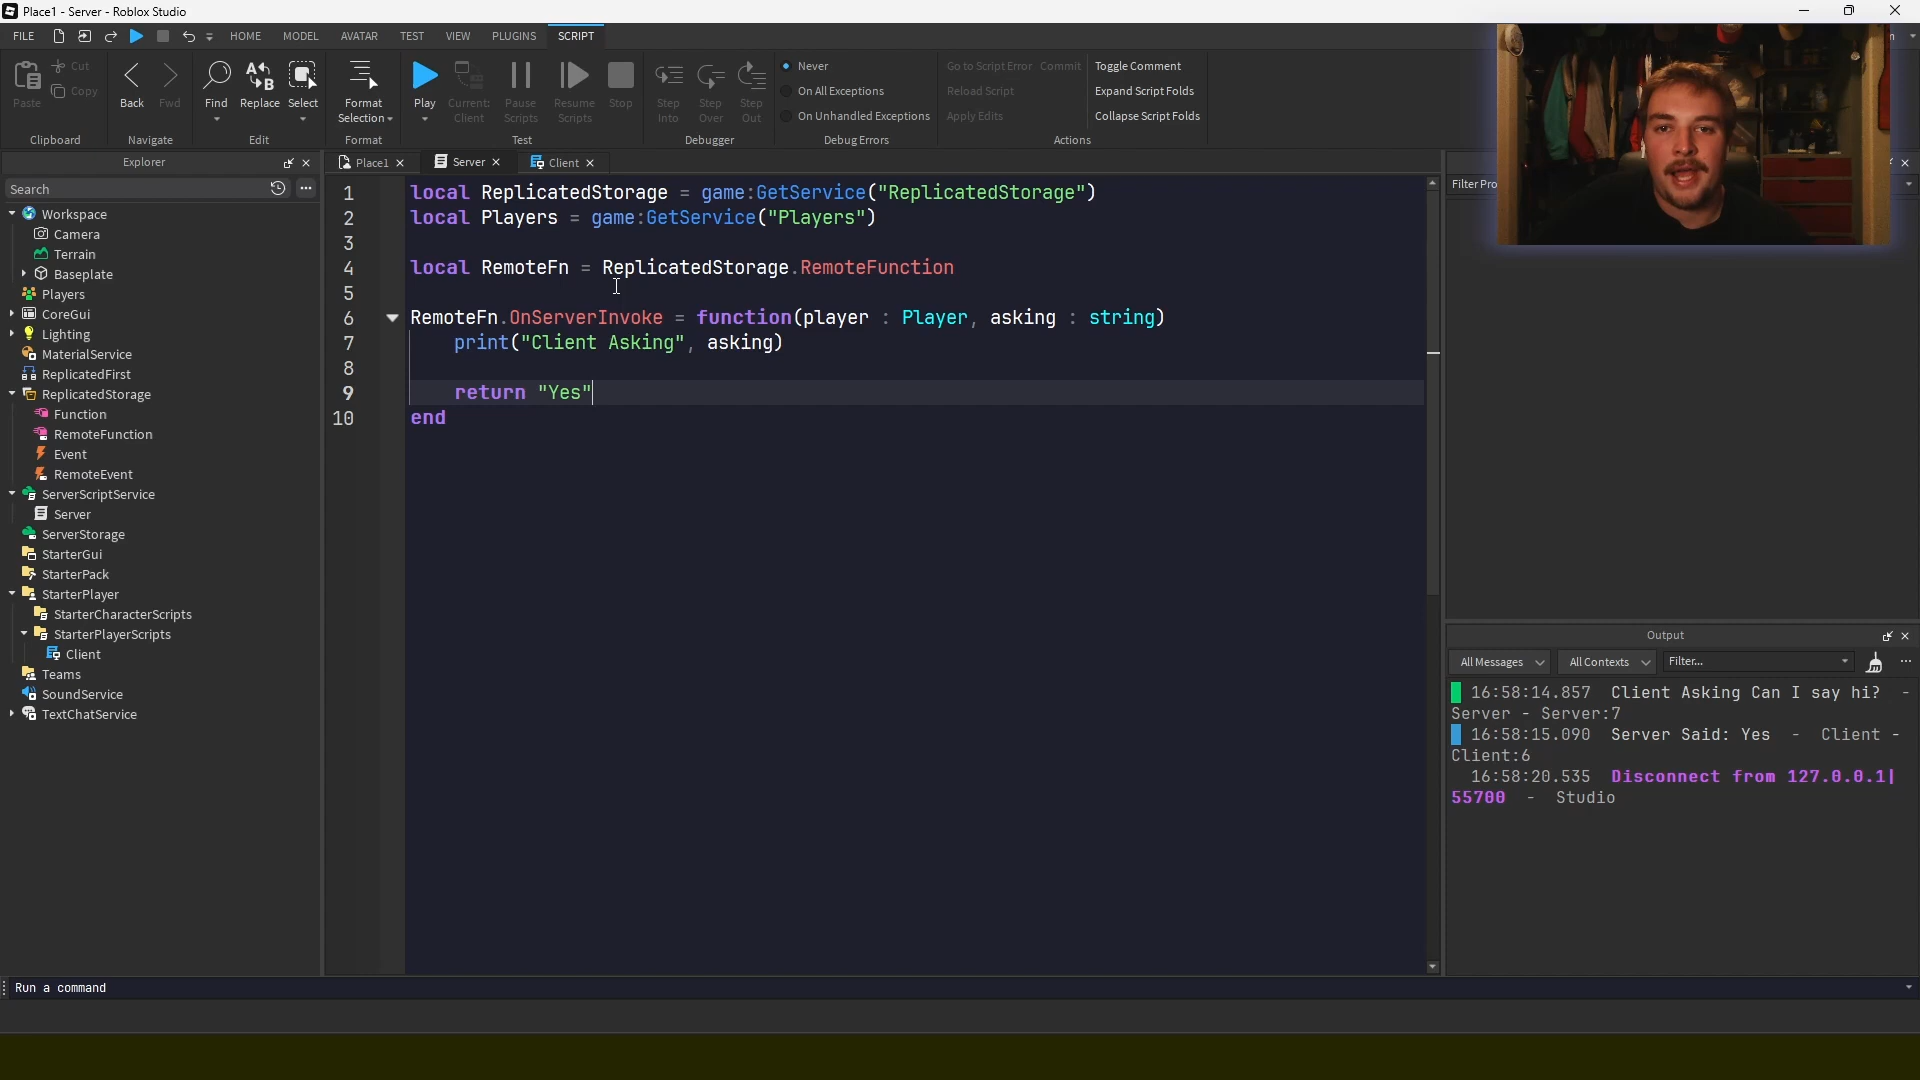 Place1 - Server - Roblox Studio
FILE HOME MODEL AVATAR TEST VIEW PLUGINS SCRIPT
Paste Cut Copy
Clipboard
Back Fwd
Navigate
Find Replace Select
Edit
Format Selection
Format
Play Current: Client Pause Scripts Resume Scripts Stop
Test
Step Into Step Over Step Out
Debugger
Never
On All Exceptions
On Unhandled Exceptions
Debug Errors
Go to Script Error Commit
Reload Script
Apply Edits
Toggle Comment
Expand Script Folds
Collapse Script Folds
Actions
Explorer
Search
Workspace
Camera
Terrain
Baseplate
Players
CoreGui
Lighting
MaterialService
ReplicatedFirst
ReplicatedStorage
Function
RemoteFunction
Event
RemoteEvent
ServerScriptService
Server
ServerStorage
StarterGui
StarterPack
StarterPlayer
StarterCharacterScripts
StarterPlayerScripts
Client
Teams
SoundService
TextChatService
Place1 Server Client
1 local ReplicatedStorage = game:GetService("ReplicatedStorage")
2 local Players = game:GetService("Players")
3
4 local RemoteFn = ReplicatedStorage.RemoteFunction
5
6 RemoteFn.OnServerInvoke = function(player : Player, asking : string)
7 print("Client Asking", asking)
8
9 return "Yes"
10 end
Filter Pro
Output
All Messages All Contexts Filter...
16:58:14.857 Client Asking Can I say hi? -
Server - Server:7
16:58:15.090 Server Said: Yes - Client -
Client:6
16:58:20.535 Disconnect from 127.0.0.1|
55700 - Studio
Run a command